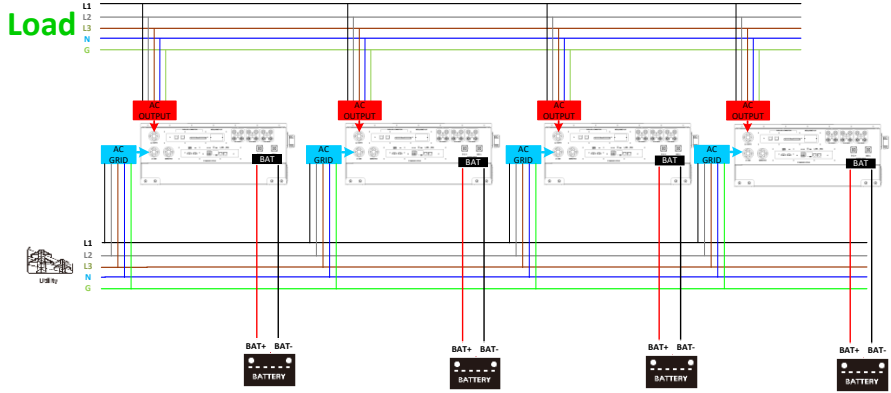 Load
L1
L2
L3
N
G
AC
OUTPUT
AC
OUTPUT
AC
OUTPUT
AC
OUTPUT
AC
GRID
BAT
AC
GRID
BAT
AC
GRID
BAT
AC
GRID
BAT
L1
L2
L3
N
G
Utility
BAT+ BAT-
BATTERY
BAT+ BAT-
BATTERY
BAT+ BAT-
BATTERY
BAT+ BAT-
BATTERY